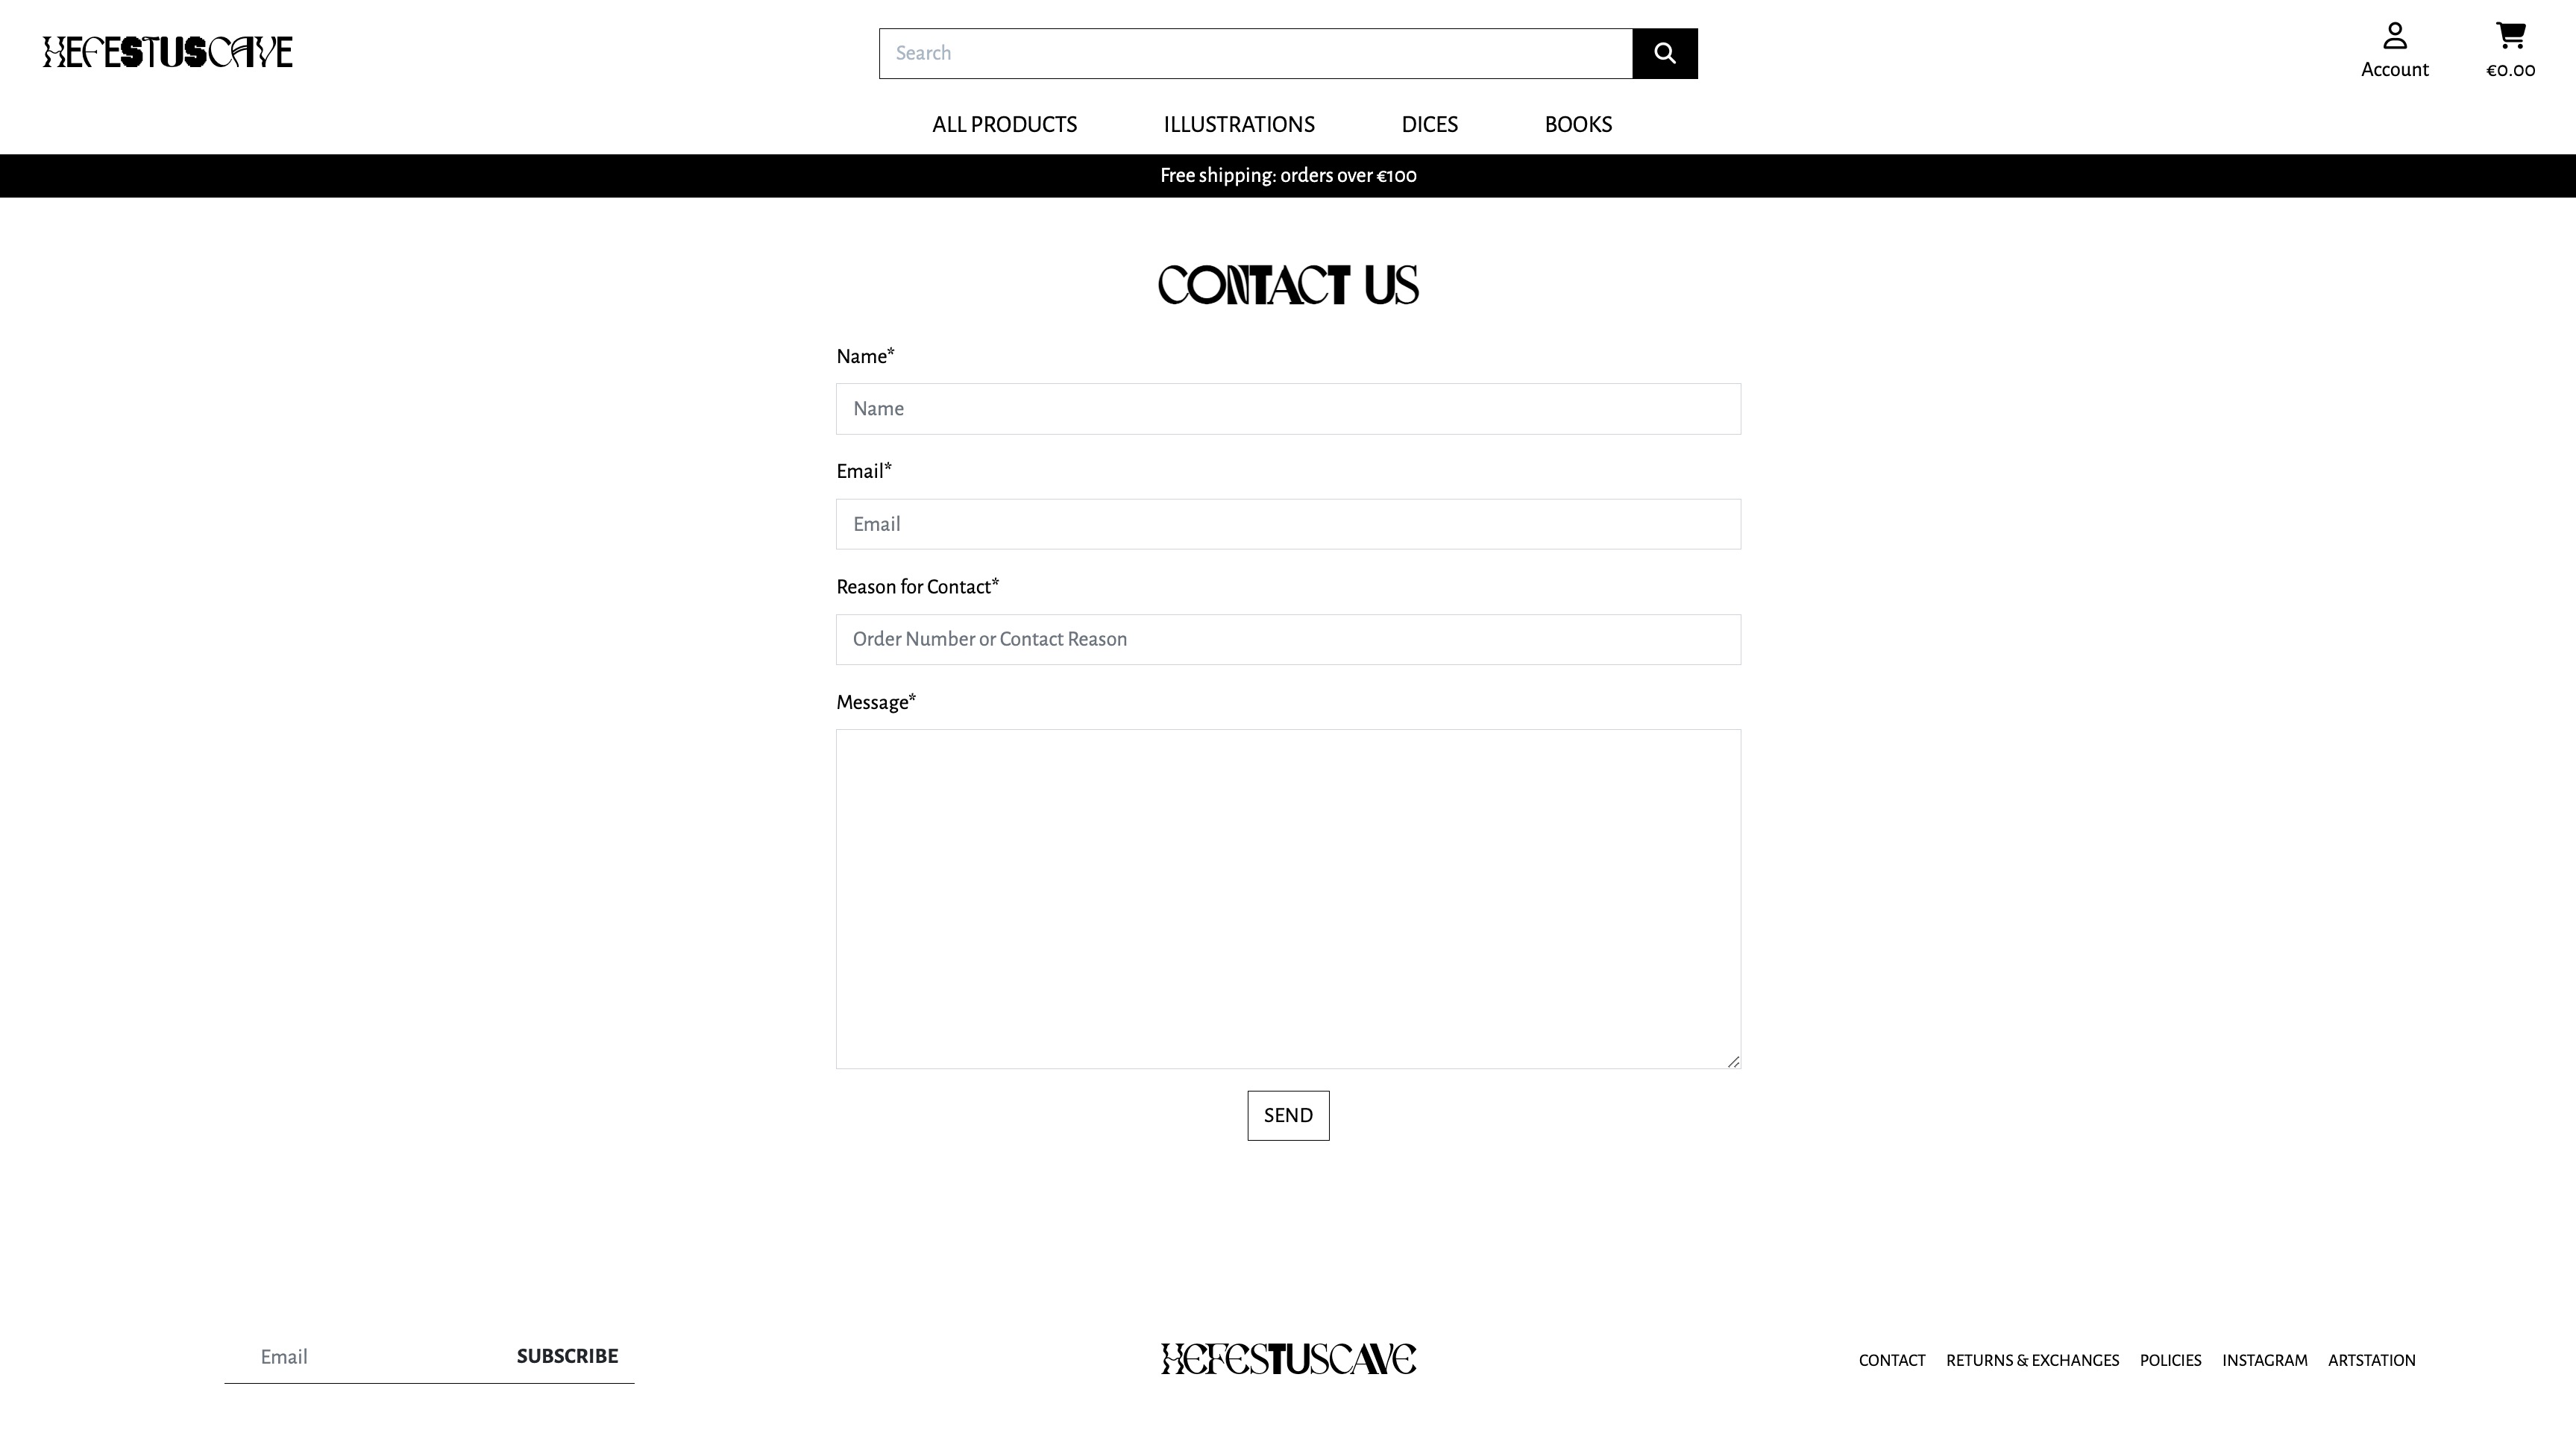 HEFESTUSCAVE
Search
Account
€0.00
ALL PRODUCTS ILLUSTRATIONS DICES BOOKS
Free shipping: orders over €100
CONTACT US
Name*
Name
Email*
Email
Reason for Contact*
Order Number or Contact Reason
Message*
SEND
Email SUBSCRIBE
HEFESTUSCAVE
CONTACT RETURNS & EXCHANGES POLICIES INSTAGRAM ARTSTATION